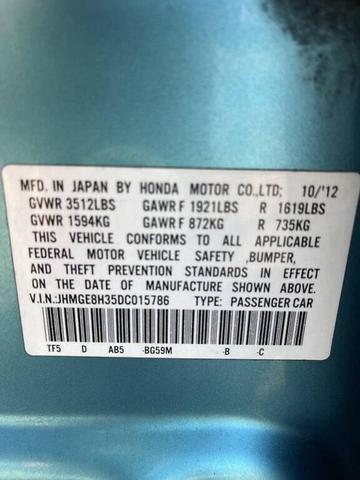 MFD. IN JAPAN BY HONDA MOTOR CO.,LTD; 10/'12
GVWR 3512LBS GAWR F 1921LBS R 1619LBS
GVWR 1594KG GAWR F 872KG R 735KG
THIS VEHICLE CONFORMS TO ALL APPLICABLE
FEDERAL MOTOR VEHICLE SAFETY ,BUMPER,
AND THEFT PREVENTION STANDARDS IN EFFECT
ON THE DATE OF MANUFACTURE SHOWN ABOVE.
V.I.N.:JHMGE8H35DC015786 TYPE: PASSENGER CAR
TF5 D AB5 -BG59M -B -C